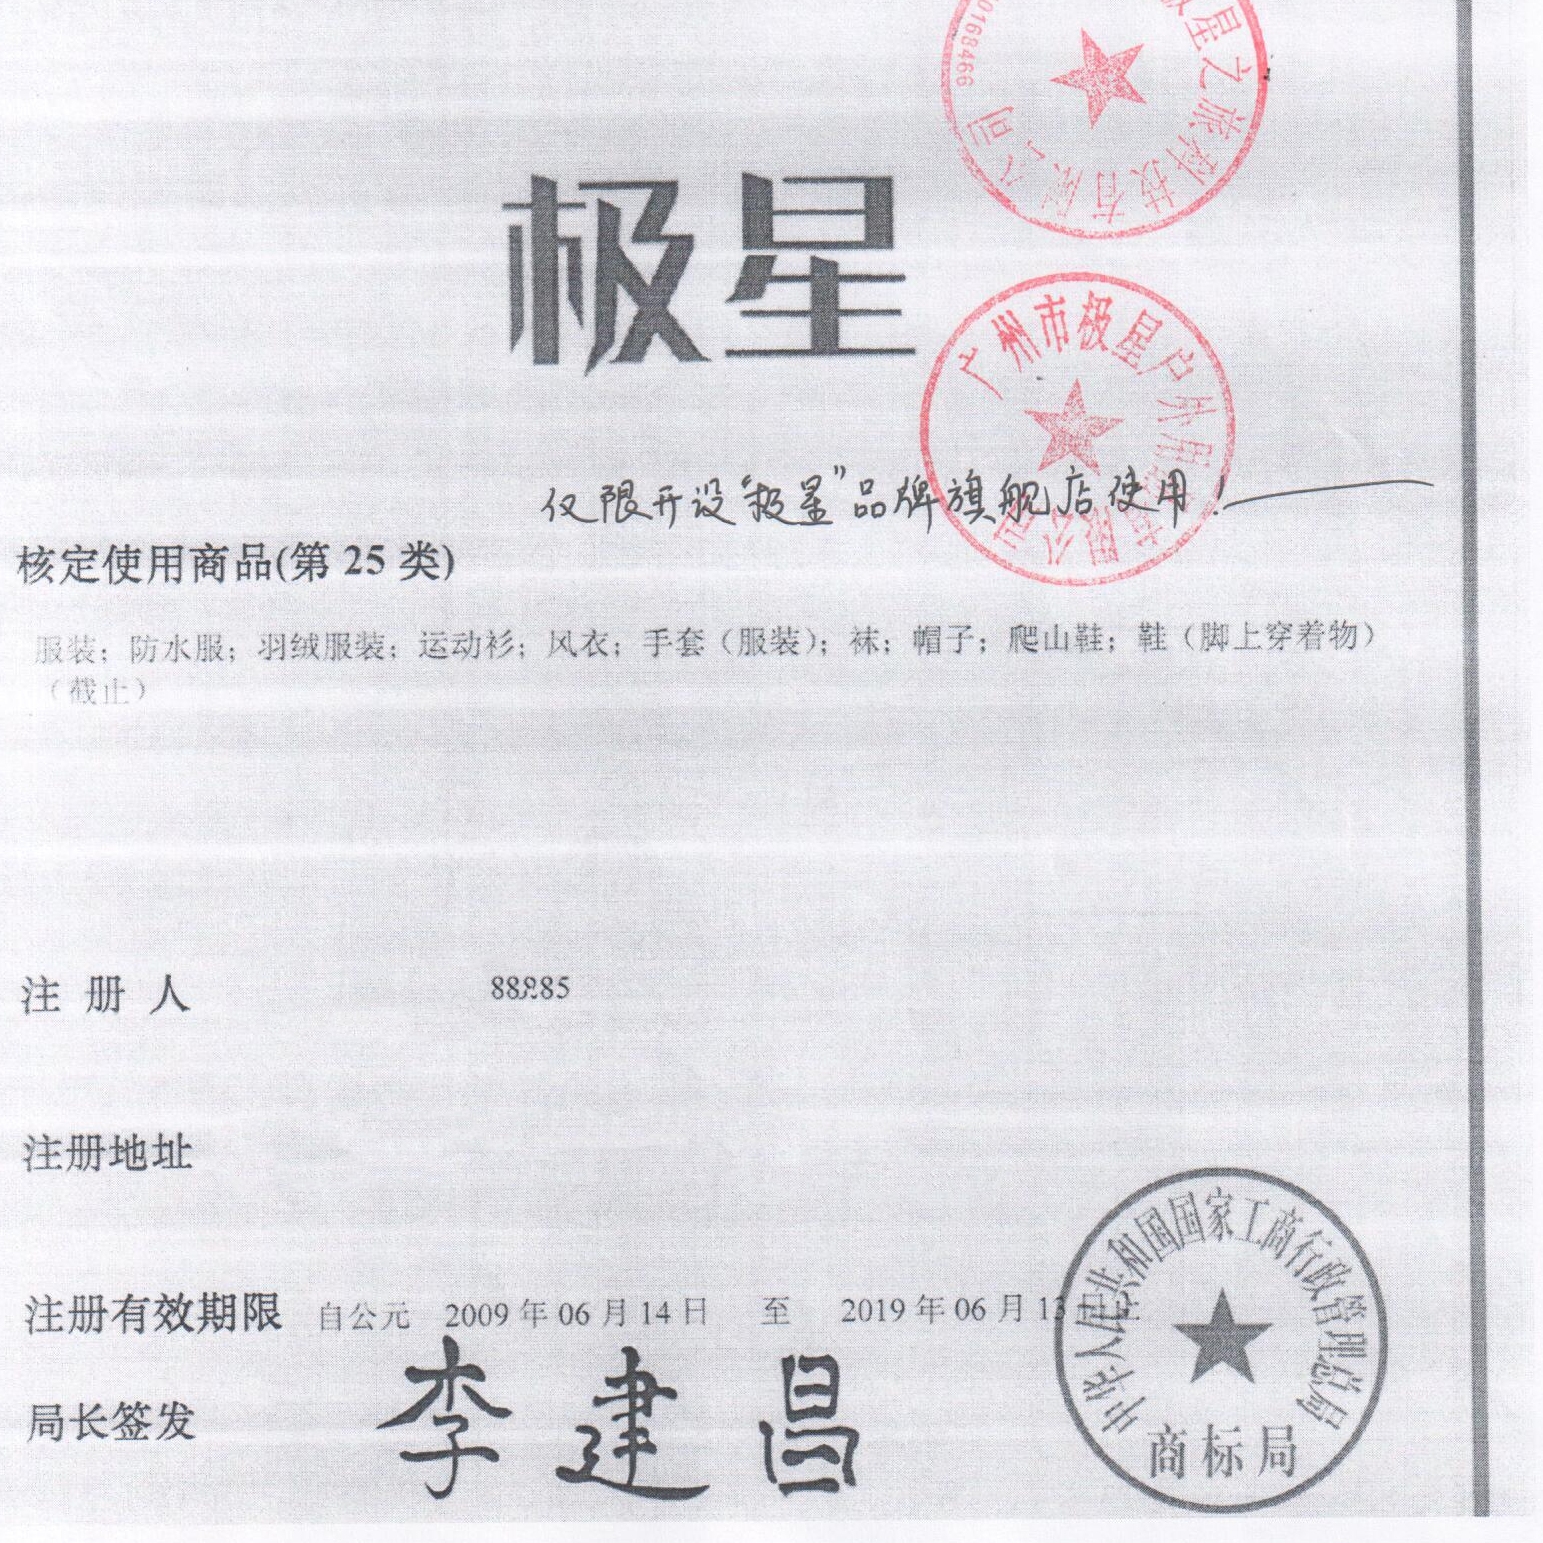 极星之旅科技有限公司
0168466
极星
广州市极星户外用品有限公司
仅限开设“极星”品牌旗舰店使用！
核定使用商品(第 25 类)
服装；防水服；羽绒服装；运动衫；风衣；手套（服装）；袜；帽子；爬山鞋；鞋（脚上穿着物）
（截止）
注 册 人 88885
注册地址
注册有效期限 自公元 2009 年 06 月 14 日 至 2019 年 06 月 13 日止
局长签发 李建昌
中华人民共和国国家工商行政管理总局
商标局